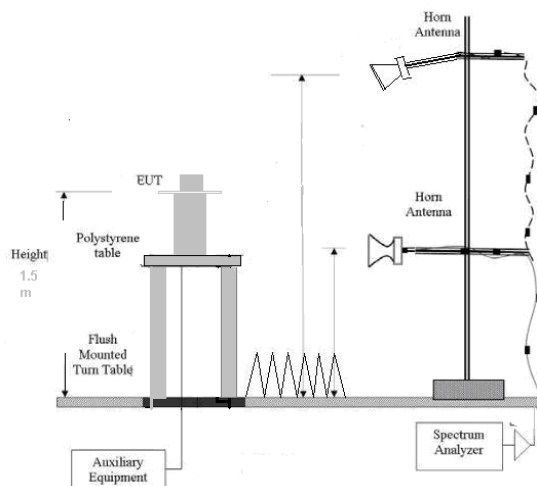 Horn
Antenna
EUT
Horn
Antenna
Polystyrene
table
Height
1.5
m
Flush
Mounted
Turn Table
Auxiliary
Equipment
Spectrum
Analyzer